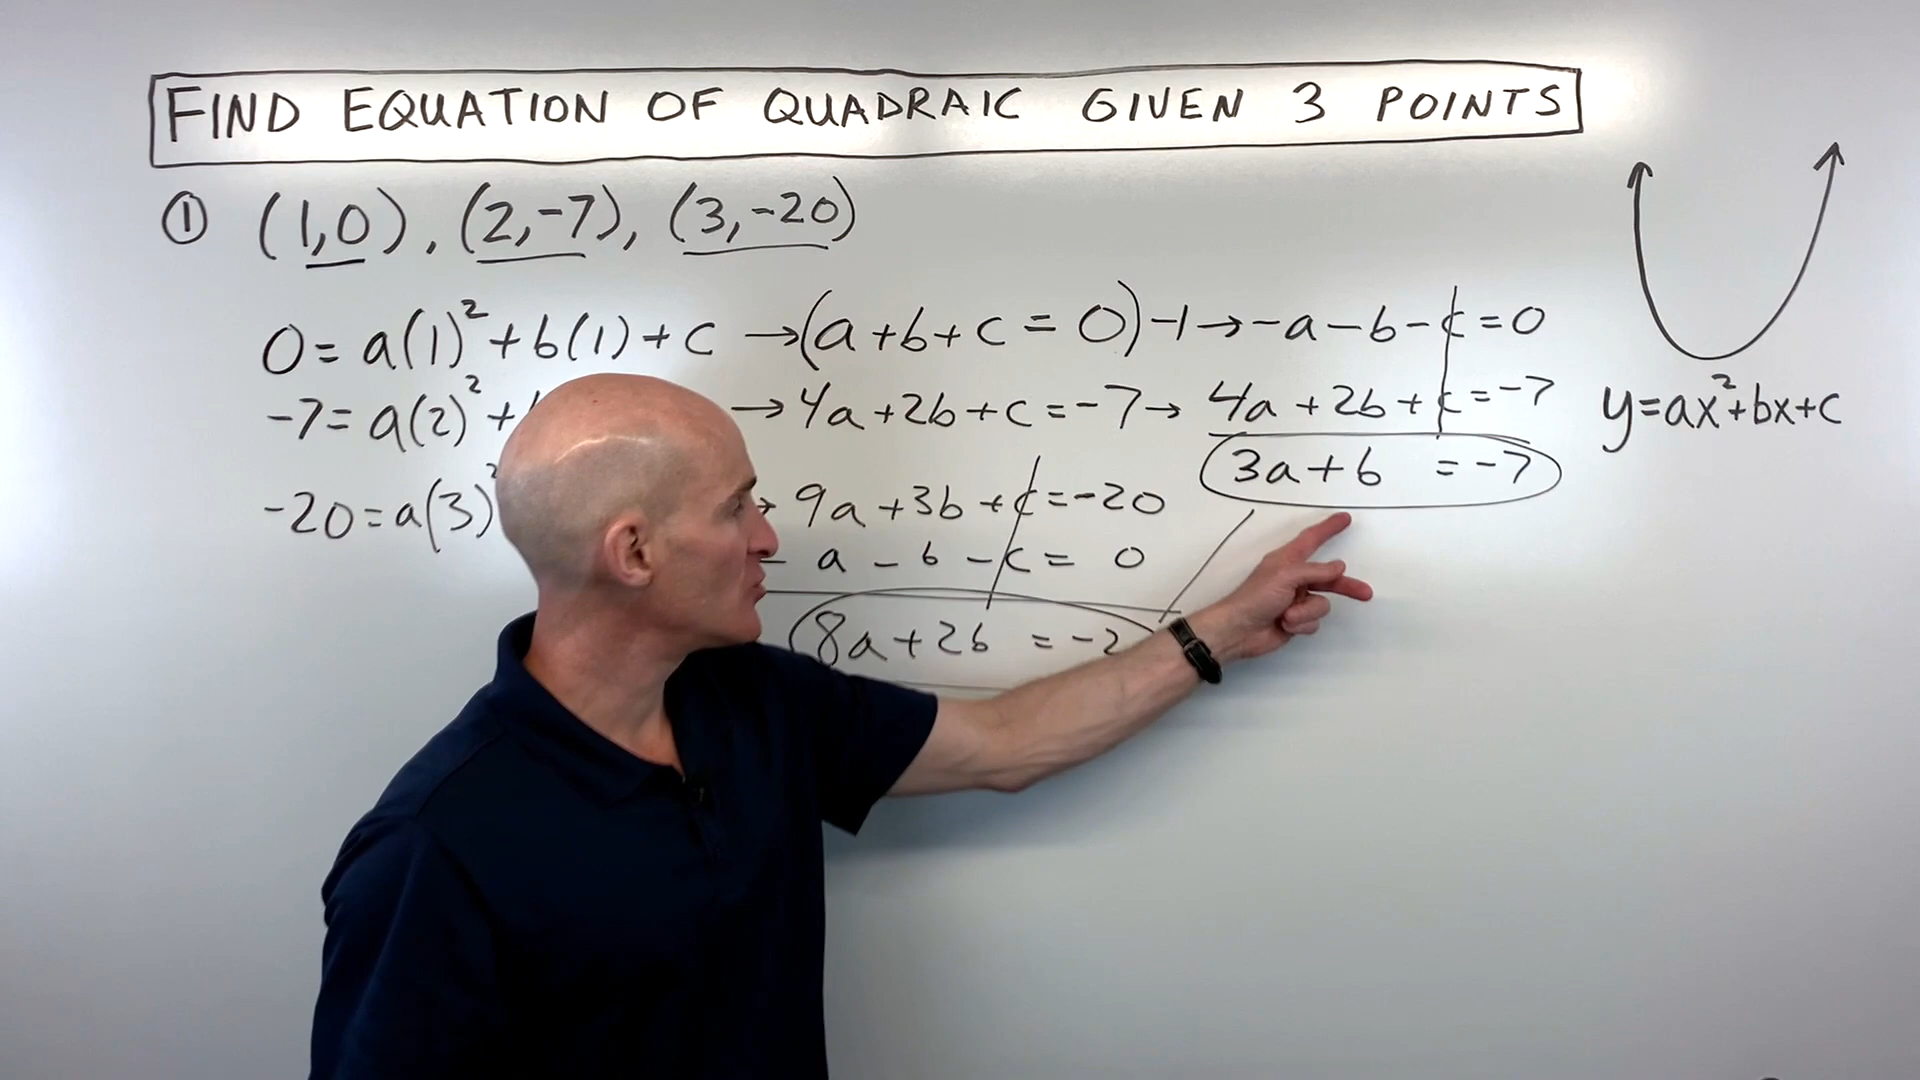 FIND EQUATION OF QUADRAIC GIVEN 3 POINTS
① (1,0), (2,-7), (3,-20)
0=a(1)²+b(1)+c →(a+b+c=0)-1→-a-b-c=0
-7=a(2)²+ →4a+2b+c=-7→ 4a+2b+c=-7
3a+b =-7
y=ax²+bx+c
-20=a(3)² 9a+3b+c=-20
-a-b-c=0
8a+2b =-2